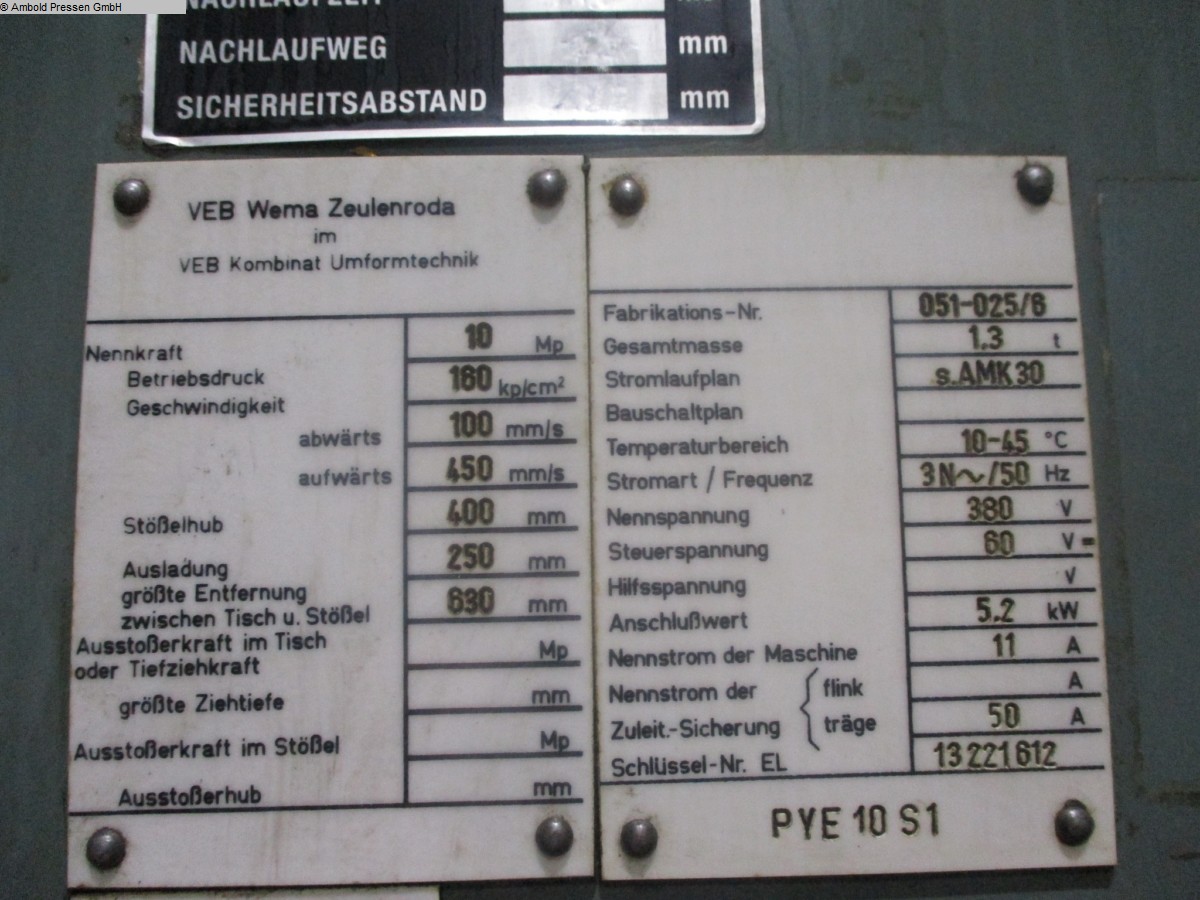 © Ambold Pressen GmbH
NACHLAUFZEIT
NACHLAUFWEG mm
SICHERHEITSABSTAND mm
VEB Wema Zeulenroda
im
VEB Kombinat Umformtechnik
Nennkraft 10 Mp
Betriebsdruck 160 kp/cm²
Geschwindigkeit
abwärts 100 mm/s
aufwärts 450 mm/s
Stößelhub 400 mm
Ausladung 250 mm
größte Entfernung
zwischen Tisch u. Stößel 630 mm
Ausstoßerkraft im Tisch
oder Tiefziehkraft Mp
größte Ziehtiefe mm
Ausstoßerkraft im Stößel Mp
Ausstoßerhub mm
Fabrikations-Nr. 051-025/6
Gesamtmasse 1,3 t
Stromlaufplan s.AMK30
Bauschaltplan
Temperaturbereich 10-45 °C
Stromart / Frequenz 3N~/50 Hz
Nennspannung 380 V
Steuerspannung 60 V=
Hilfsspannung V
Anschlußwert 5.2 kW
Nennstrom der Maschine 11 A
Nennstrom der { flink A
Zuleit.-Sicherung träge 50 A
Schlüssel-Nr. EL 13221612
PYE 10 S1